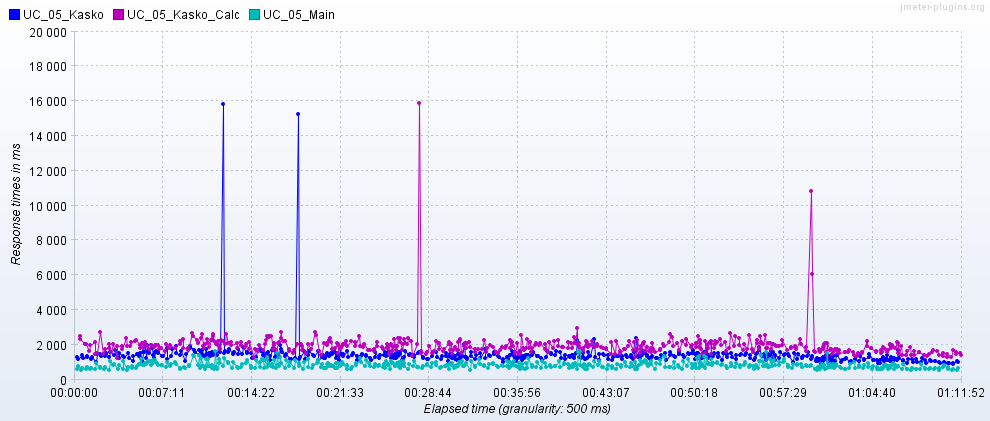 jmeter-plugins.org
UC_05_Kasko UC_05_Kasko_Calc UC_05_Main
20 000
18 000
16 000
14 000
12 000
10 000
8 000
6 000
4 000
2 000
0
Response times in ms
00:00:00 00:07:11 00:14:22 00:21:33 00:28:44 00:35:56 00:43:07 00:50:18 00:57:29 01:04:40 01:11:52
Elapsed time (granularity: 500 ms)